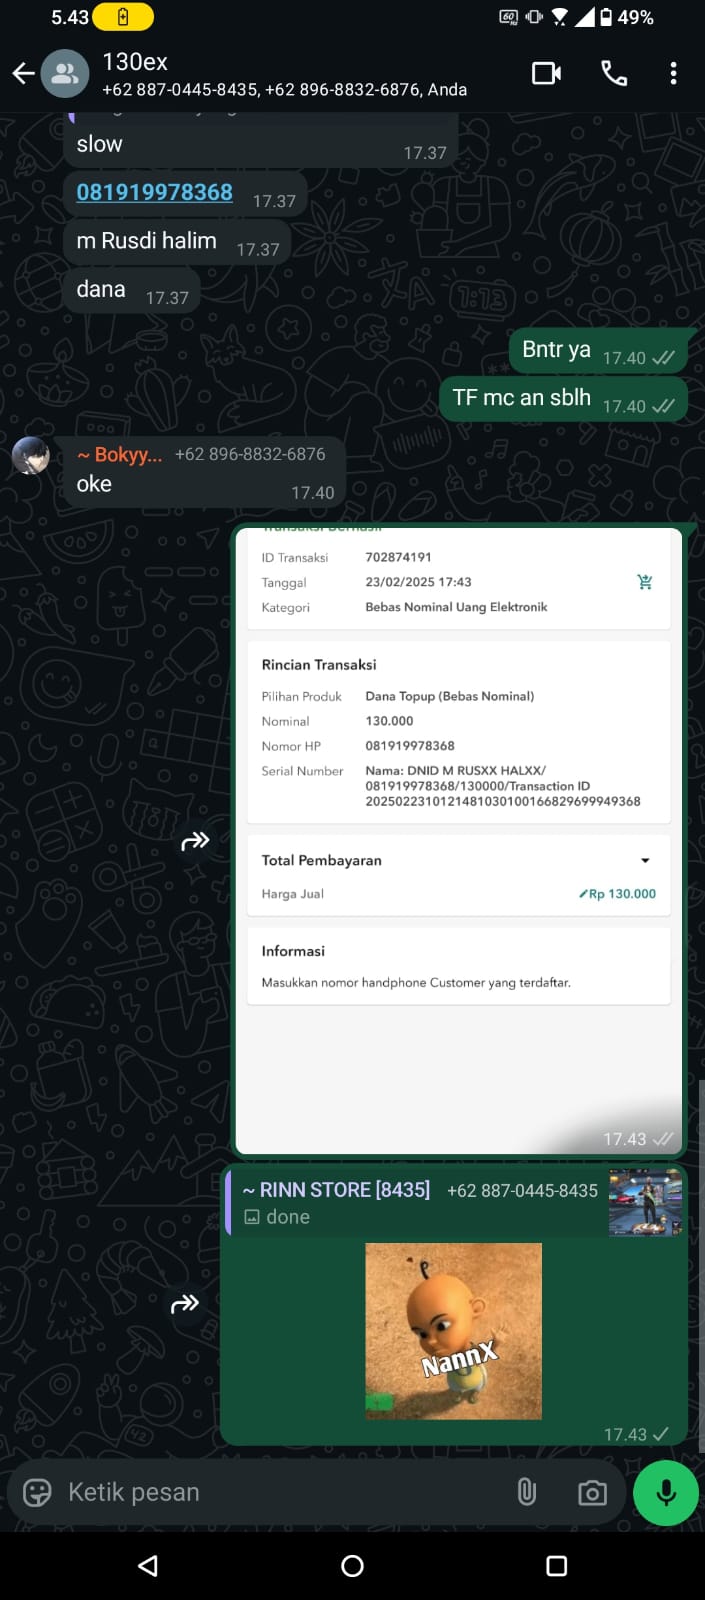 5.43
49%
130ex
+62 887-0445-8435, +62 896-8832-6876, Anda
slow
17.37
081919978368 17.37
m Rusdi halim 17.37
dana 17.37
Bntr ya 17.40
TF mc an sblh 17.40
~ Bokyy... +62 896-8832-6876
oke
17.40
Transaksi Berhasil
ID Transaksi 702874191
Tanggal 23/02/2025 17:43
Kategori Bebas Nominal Uang Elektronik
Rincian Transaksi
Pilihan Produk Dana Topup (Bebas Nominal)
Nominal 130.000
Nomor HP 081919978368
Serial Number Nama: DNID M RUSXX HALXX/
081919978368/130000/Transaction ID
20250223101214810301001668296999​49368
Total Pembayaran
Harga Jual Rp 130.000
Informasi
Masukkan nomor handphone Customer yang terdaftar.
17.43
~ RINN STORE [8435] +62 887-0445-8435
done
NannX
17.43
Ketik pesan